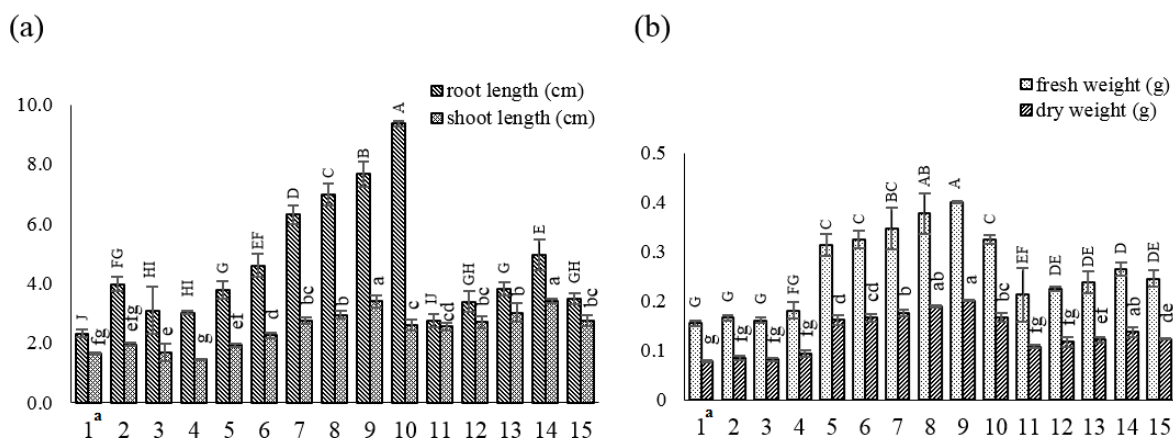 (a)
root length (cm)
shoot length (cm)
10.0
8.0
6.0
4.0
2.0
0.0
J fg FG efg HI e HI g G ef EF d D bc C b B a A c IJ cd GH bc G b E a GH bc
1a 2 3 4 5 6 7 8 9 10 11 12 13 14 15
(b)
fresh weight (g)
dry weight (g)
0.5
0.4
0.3
0.2
0.1
0
G g G fg G fg FG fg C d C cd BC b AB ab A a C bc EF fg DE fg DE ef D ab DE de
1a 2 3 4 5 6 7 8 9 10 11 12 13 14 15